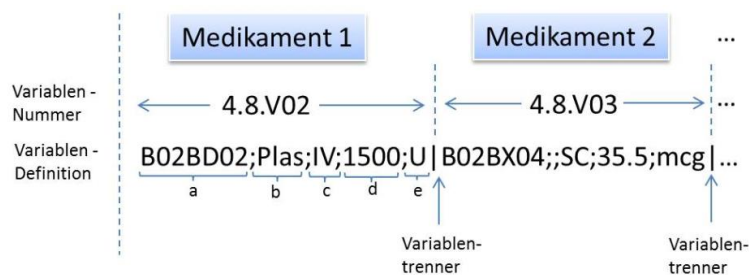 Medikament 1 Medikament 2 ...
Variablen -
Nummer
4.8.V02 4.8.V03 ...
Variablen -
Definition
B02BD02;Plas;IV;1500;U|B02BX04;;SC;35.5;mcg|...
a b c d e
Variablen-
trenner
Variablen-
trenner